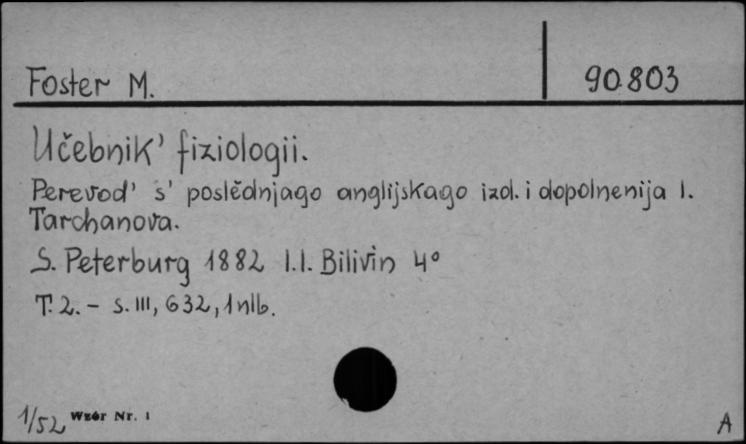 Foster M.
90803
Učebnik' fiziologii.
Perevod' s' poslědnjago anglijskago izd. i dopolnenija I.
Tarchanova.
S. Peterburg 1882 I.I. Bilivin 4°
T. 2. - s. III, 632, 1 nlb.
1/52 Wzór Nr. 1
A